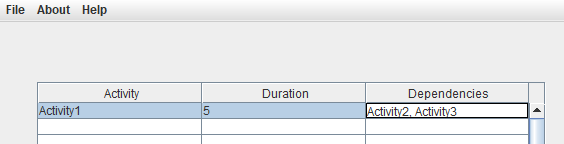 File About Help
Activity Duration Dependencies
Activity1 5 Activity2, Activity3